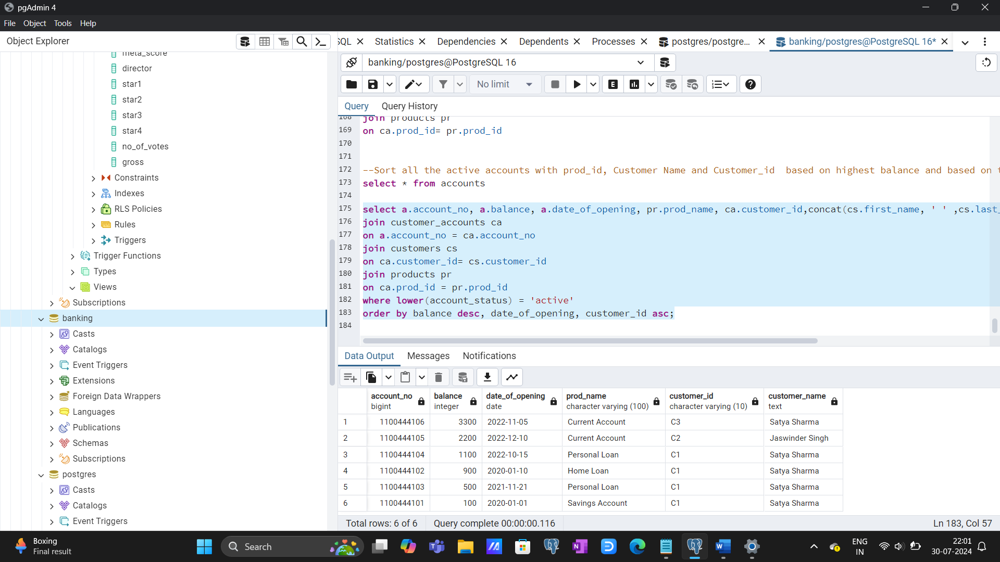 pgAdmin 4
File Object Tools Help
Object Explorer
SQL Statistics Dependencies Dependents Processes postgres/postgre... banking/postgres@PostgreSQL 16*
banking/postgres@PostgreSQL 16
No limit
Query Query History
meta_score
director
star1
star2
star3
star4
no_of_votes
gross
Constraints
Indexes
RLS Policies
Rules
Triggers
Trigger Functions
Types
Views
Subscriptions
banking
Casts
Catalogs
Event Triggers
Extensions
Foreign Data Wrappers
Languages
Publications
Schemas
Subscriptions
postgres
Casts
Catalogs
Event Triggers
168 join products pr
169 on ca.prod_id= pr.prod_id
170
171
172 --Sort all the active accounts with prod_id, Customer Name and Customer_id  based on highest balance and based on
173 select * from accounts
174
175 select a.account_no, a.balance, a.date_of_opening, pr.prod_name, ca.customer_id,concat(cs.first_name, ' ' ,cs.last_
176 join customer_accounts ca
177 on a.account_no = ca.account_no
178 join customers cs
179 on ca.customer_id= cs.customer_id
180 join products pr
181 on ca.prod_id = pr.prod_id
182 where lower(account_status) = 'active'
183 order by balance desc, date_of_opening, customer_id asc;
184
Data Output Messages Notifications
account_no balance date_of_opening prod_name customer_id customer_name
bigint integer date character varying (100) character varying (10) text
1 1100444106 3300 2022-11-05 Current Account C3 Satya Sharma
2 1100444105 2200 2022-12-10 Current Account C2 Jaswinder Singh
3 1100444104 1100 2022-10-15 Personal Loan C1 Satya Sharma
4 1100444102 900 2020-01-10 Home Loan C1 Satya Sharma
5 1100444103 500 2021-11-21 Personal Loan C1 Satya Sharma
6 1100444101 100 2020-01-01 Savings Account C1 Satya Sharma
Total rows: 6 of 6 Query complete 00:00:00.116 Ln 183, Col 57
Boxing
Final result
Search
ENG
IN
22:01
30-07-2024